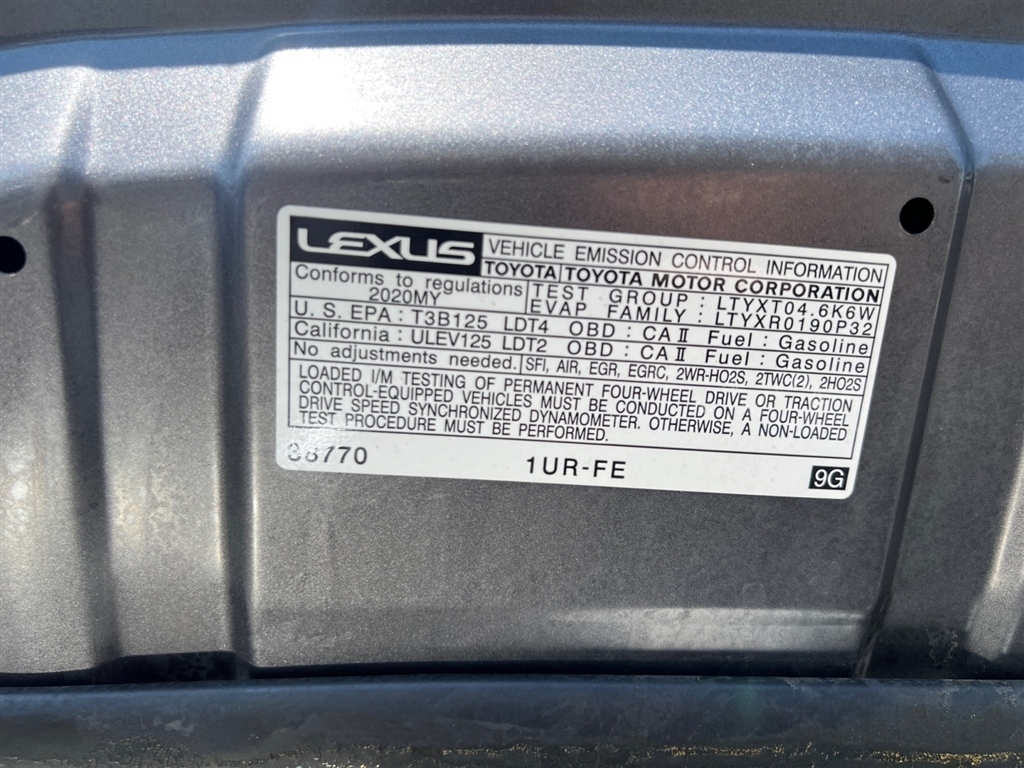 LEXUS VEHICLE EMISSION CONTROL INFORMATION
TOYOTA TOYOTA MOTOR CORPORATION
Conforms to regulations
2020MY
TEST GROUP : LTYXT04.6K6W
EVAP FAMILY : LTYXR0190P32
U. S. EPA : T3B125 LDT4 OBD : CAⅡ Fuel : Gasoline
California : ULEV125 LDT2 OBD : CAⅡ Fuel : Gasoline
No adjustments needed. SFI, AIR, EGR, EGRC, 2WR-HO2S, 2TWC(2), 2HO2S
LOADED I/M TESTING OF PERMANENT FOUR-WHEEL DRIVE OR TRACTION
CONTROL-EQUIPPED VEHICLES MUST BE CONDUCTED ON A FOUR-WHEEL
DRIVE SPEED SYNCHRONIZED DYNAMOMETER. OTHERWISE, A NON-LOADED
TEST PROCEDURE MUST BE PERFORMED.
38770 1UR-FE 9G